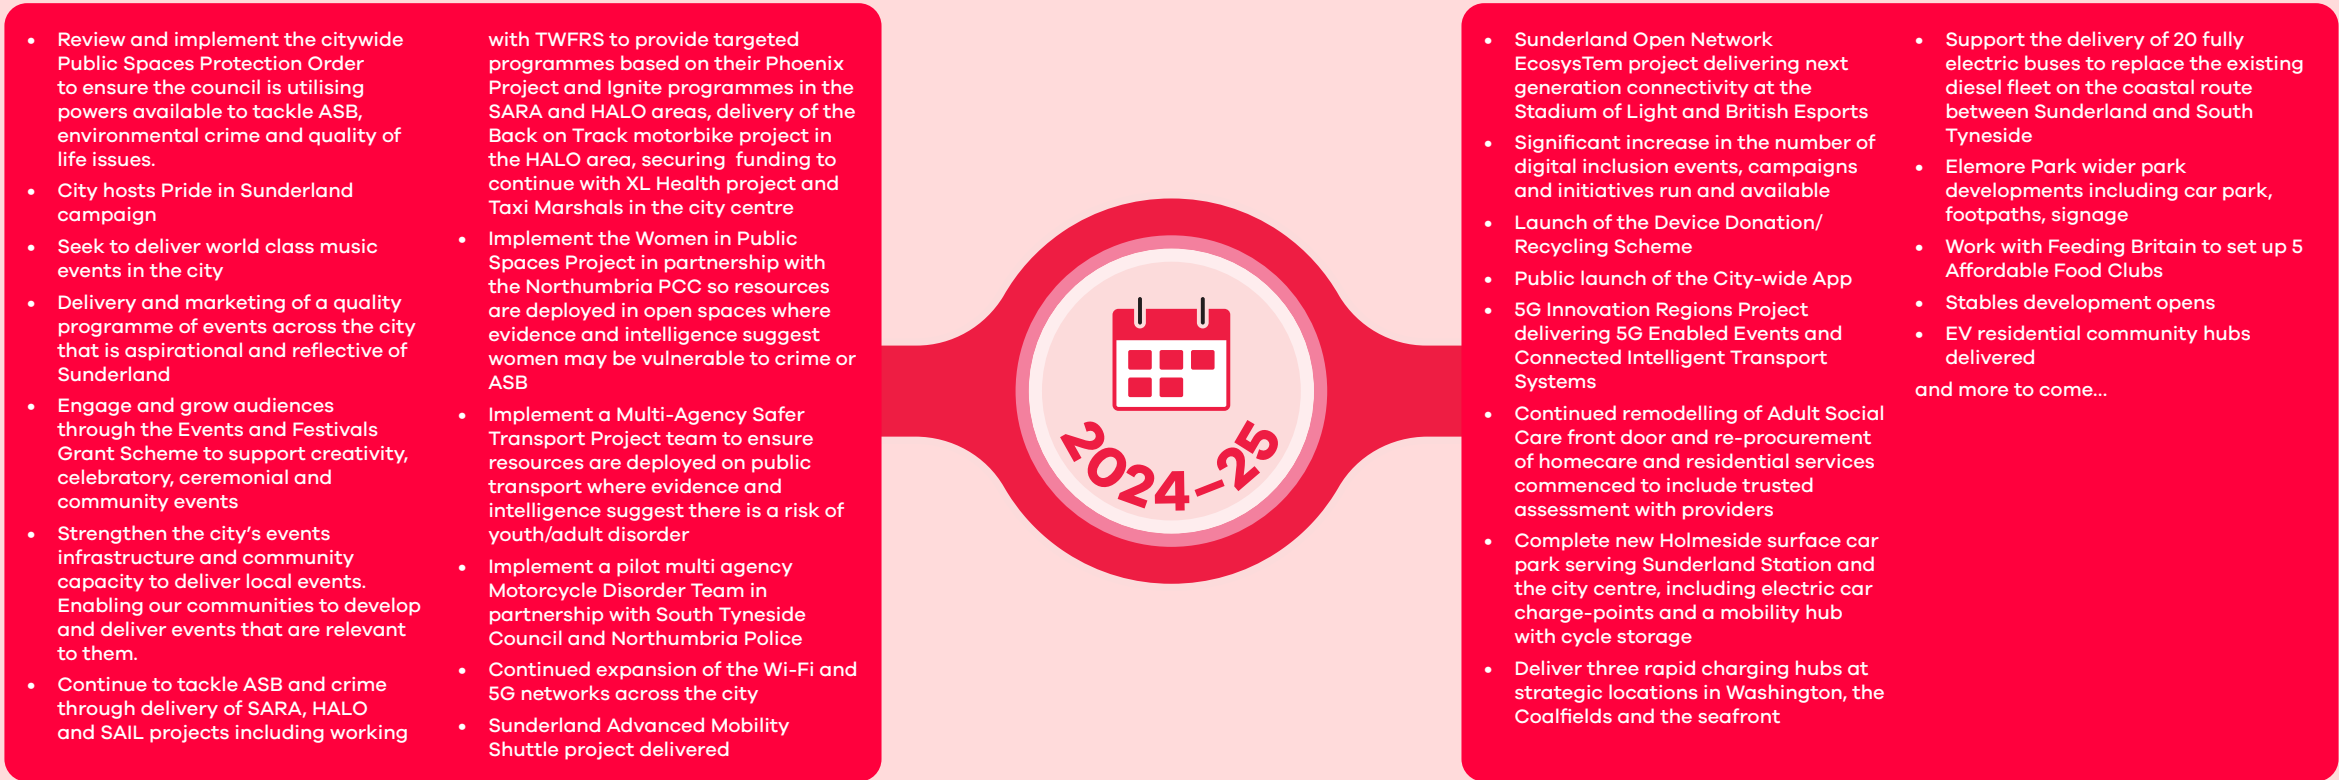 • Review and implement the citywide
Public Spaces Protection Order
to ensure the council is utilising
powers available to tackle ASB,
environmental crime and quality of
life issues.
• City hosts Pride in Sunderland
campaign
• Seek to deliver world class music
events in the city
• Delivery and marketing of a quality
programme of events across the city
that is aspirational and reflective of
Sunderland
• Engage and grow audiences
through the Events and Festivals
Grant Scheme to support creativity,
celebratory, ceremonial and
community events
• Strengthen the city’s events
infrastructure and community
capacity to deliver local events.
Enabling our communities to develop
and deliver events that are relevant
to them.
• Continue to tackle ASB and crime
through delivery of SARA, HALO
and SAIL projects including working
with TWFRS to provide targeted
programmes based on their Phoenix
Project and Ignite programmes in the
SARA and HALO areas, delivery of the
Back on Track motorbike project in
the HALO area, securing funding to
continue with XL Health project and
Taxi Marshals in the city centre
• Implement the Women in Public
Spaces Project in partnership with
the Northumbria PCC so resources
are deployed in open spaces where
evidence and intelligence suggest
women may be vulnerable to crime or
ASB
• Implement a Multi-Agency Safer
Transport Project team to ensure
resources are deployed on public
transport where evidence and
intelligence suggest there is a risk of
youth/adult disorder
• Implement a pilot multi agency
Motorcycle Disorder Team in
partnership with South Tyneside
Council and Northumbria Police
• Continued expansion of the Wi-Fi and
5G networks across the city
• Sunderland Advanced Mobility
Shuttle project delivered
2024–25
• Sunderland Open Network
EcosysTem project delivering next
generation connectivity at the
Stadium of Light and British Esports
• Significant increase in the number of
digital inclusion events, campaigns
and initiatives run and available
• Launch of the Device Donation/
Recycling Scheme
• Public launch of the City-wide App
• 5G Innovation Regions Project
delivering 5G Enabled Events and
Connected Intelligent Transport
Systems
• Continued remodelling of Adult Social
Care front door and re-procurement
of homecare and residential services
commenced to include trusted
assessment with providers
• Complete new Holmeside surface car
park serving Sunderland Station and
the city centre, including electric car
charge-points and a mobility hub
with cycle storage
• Deliver three rapid charging hubs at
strategic locations in Washington, the
Coalfields and the seafront
• Support the delivery of 20 fully
electric buses to replace the existing
diesel fleet on the coastal route
between Sunderland and South
Tyneside
• Elemore Park wider park
developments including car park,
footpaths, signage
• Work with Feeding Britain to set up 5
Affordable Food Clubs
• Stables development opens
• EV residential community hubs
delivered
and more to come...